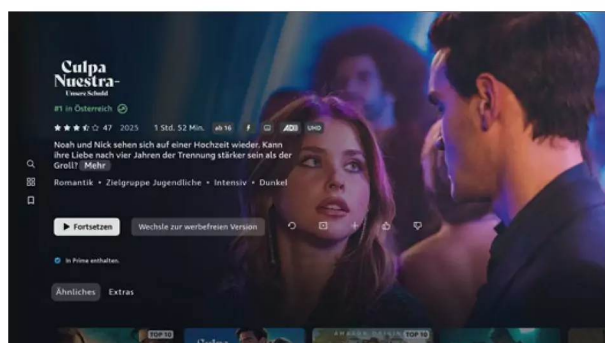 Culpa
Nuestra-
Unsere Schuld
#1 in Österreich
47 2025 1 Std. 52 Min. ab 16 AD)) UHD
Noah und Nick sehen sich auf einer Hochzeit wieder. Kann
ihre Liebe nach vier Jahren der Trennung stärker sein als der
Groll? Mehr
Romantik • Zielgruppe Jugendliche • Intensiv • Dunkel
Fortsetzen Wechsle zur werbefreien Version
In Prime enthalten.
Ähnliches Extras
TOP 10 AMAZON ORIGINAL TOP 10